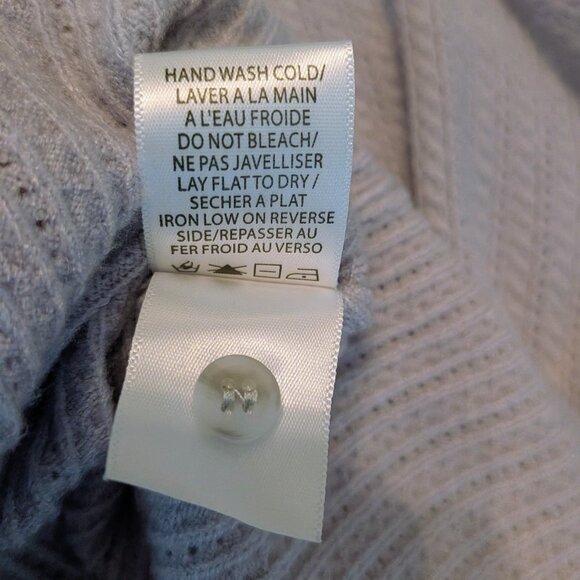 HAND WASH COLD/
LAVER A LA MAIN
A L'EAU FROIDE
DO NOT BLEACH/
NE PAS JAVELLISER
LAY FLAT TO DRY /
SECHER A PLAT
IRON LOW ON REVERSE
SIDE/REPASSER AU
FER FROID AU VERSO